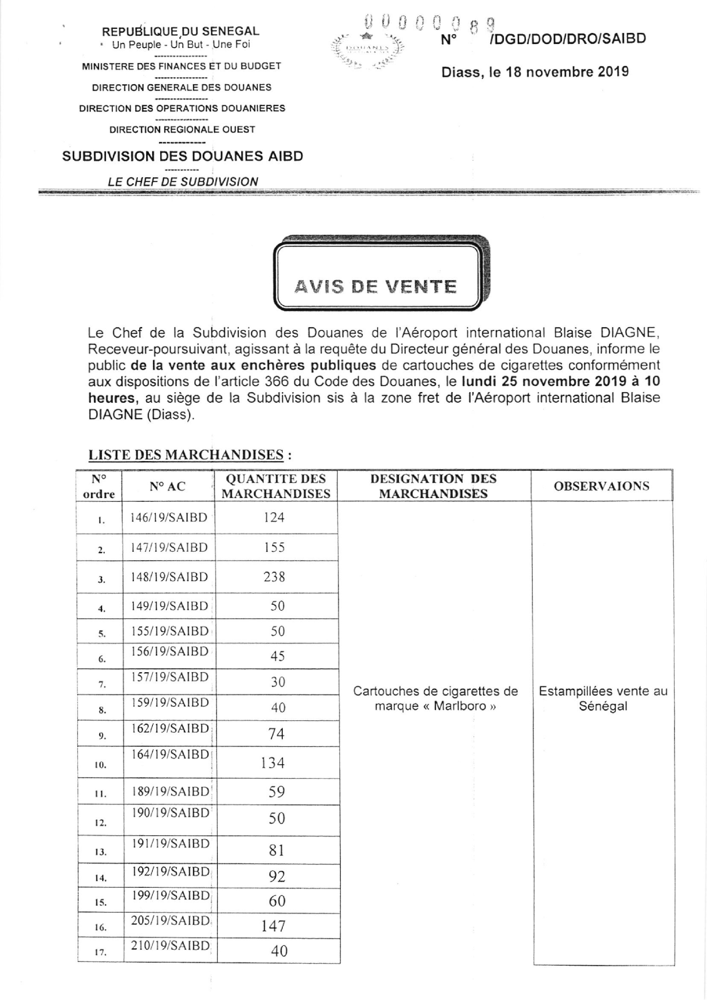 REPUBLIQUE DU SENEGAL
Un Peuple - Un But - Une Foi
MINISTERE DES FINANCES ET DU BUDGET
DIRECTION GENERALE DES DOUANES
DIRECTION DES OPERATIONS DOUANIERES
DIRECTION REGIONALE OUEST
SUBDIVISION DES DOUANES AIBD
LE CHEF DE SUBDIVISION
00000089
DOUANES
N° /DGD/DOD/DRO/SAIBD
Diass, le 18 novembre 2019
AVIS DE VENTE
Le Chef de la Subdivision des Douanes de l'Aéroport international Blaise DIAGNE,
Receveur-poursuivant, agissant à la requête du Directeur général des Douanes, informe le
public de la vente aux enchères publiques de cartouches de cigarettes conformément
aux dispositions de l'article 366 du Code des Douanes, le lundi 25 novembre 2019 à 10
heures, au siège de la Subdivision sis à la zone fret de l'Aéroport international Blaise
DIAGNE (Diass).
LISTE DES MARCHANDISES :
N° ordre | N° AC | QUANTITE DES MARCHANDISES | DESIGNATION DES MARCHANDISES | OBSERVAIONS
1. 146/19/SAIBD 124
2. 147/19/SAIBD 155
3. 148/19/SAIBD 238
4. 149/19/SAIBD 50
5. 155/19/SAIBD 50
6. 156/19/SAIBD 45
7. 157/19/SAIBD 30
8. 159/19/SAIBD 40
9. 162/19/SAIBD 74
10. 164/19/SAIBD 134
11. 189/19/SAIBD 59
12. 190/19/SAIBD 50
13. 191/19/SAIBD 81
14. 192/19/SAIBD 92
15. 199/19/SAIBD 60
16. 205/19/SAIBD 147
17. 210/19/SAIBD 40
Cartouches de cigarettes de
marque « Marlboro »
Estampillées vente au
Sénégal